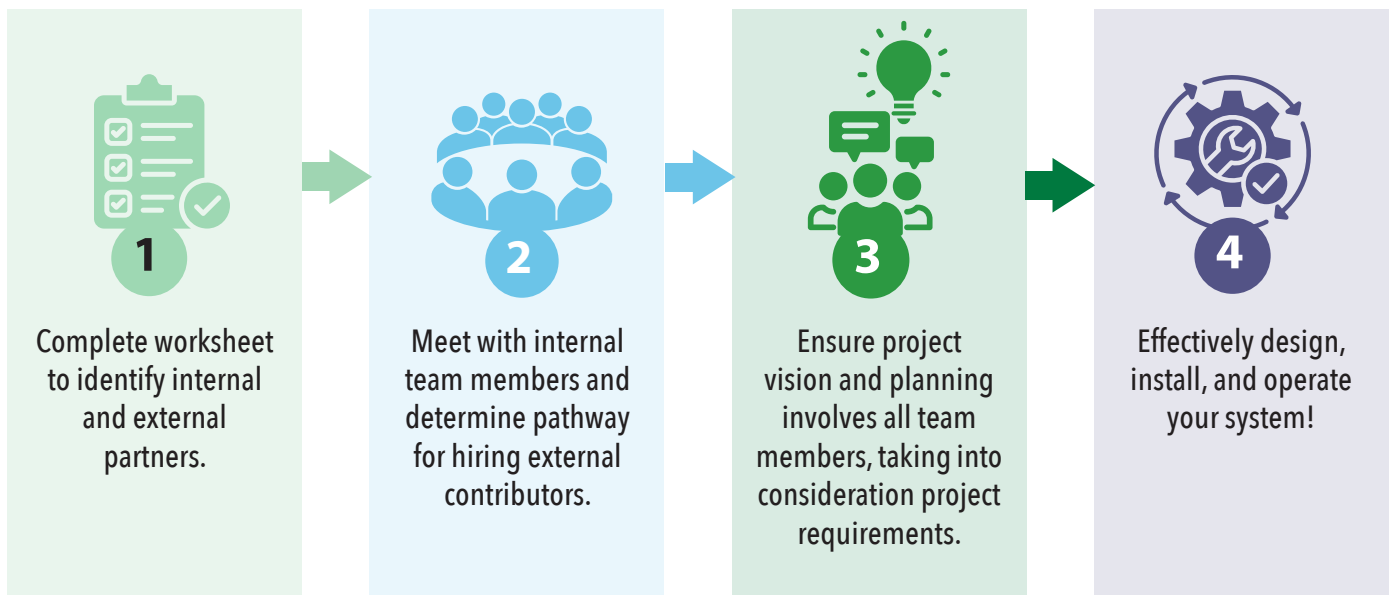 1
Complete worksheet
to identify internal
and external
partners.
2
Meet with internal
team members and
determine pathway
for hiring external
contributors.
3
Ensure project
vision and planning
involves all team
members, taking into
consideration project
requirements.
4
Effectively design,
install, and operate
your system!